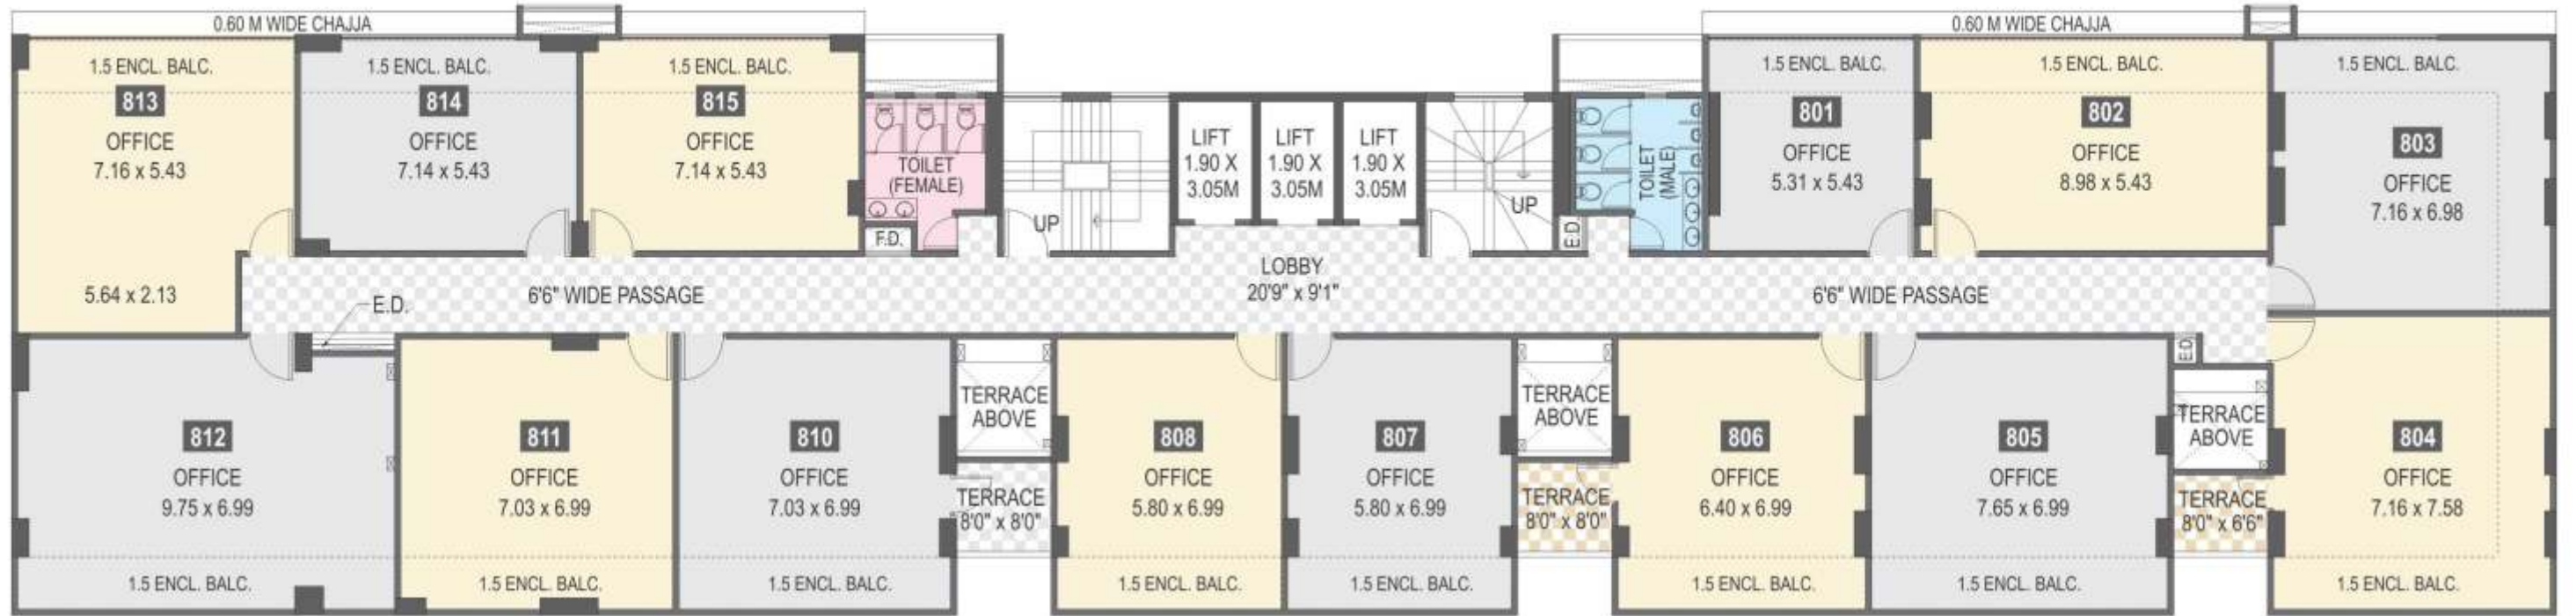 0.60 M WIDE CHAJJA
0.60 M WIDE CHAJJA
1.5 ENCL. BALC.
813
OFFICE
7.16 x 5.43
5.64 x 2.13
1.5 ENCL. BALC.
814
OFFICE
7.14 x 5.43
1.5 ENCL. BALC.
815
OFFICE
7.14 x 5.43
TOILET
(FEMALE)
F.D.
UP
LIFT
1.90 X
3.05M
LIFT
1.90 X
3.05M
LIFT
1.90 X
3.05M
UP
E.D.
TOILET
(MALE)
1.5 ENCL. BALC.
801
OFFICE
5.31 x 5.43
1.5 ENCL. BALC.
802
OFFICE
8.98 x 5.43
1.5 ENCL. BALC.
803
OFFICE
7.16 x 6.98
E.D.
6'6" WIDE PASSAGE
LOBBY
20'9" x 9'1"
6'6" WIDE PASSAGE
812
OFFICE
9.75 x 6.99
1.5 ENCL. BALC.
811
OFFICE
7.03 x 6.99
1.5 ENCL. BALC.
810
OFFICE
7.03 x 6.99
1.5 ENCL. BALC.
TERRACE
ABOVE
TERRACE
8'0" x 8'0"
808
OFFICE
5.80 x 6.99
1.5 ENCL. BALC.
807
OFFICE
5.80 x 6.99
1.5 ENCL. BALC.
TERRACE
ABOVE
TERRACE
8'0" x 8'0"
806
OFFICE
6.40 x 6.99
1.5 ENCL. BALC.
805
OFFICE
7.65 x 6.99
1.5 ENCL. BALC.
E.D.
TERRACE
ABOVE
TERRACE
8'0" x 6'6"
804
OFFICE
7.16 x 7.58
1.5 ENCL. BALC.